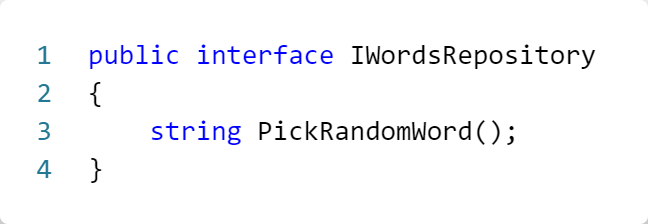 1 public interface IWordsRepository
2 {
3     string PickRandomWord();
4 }